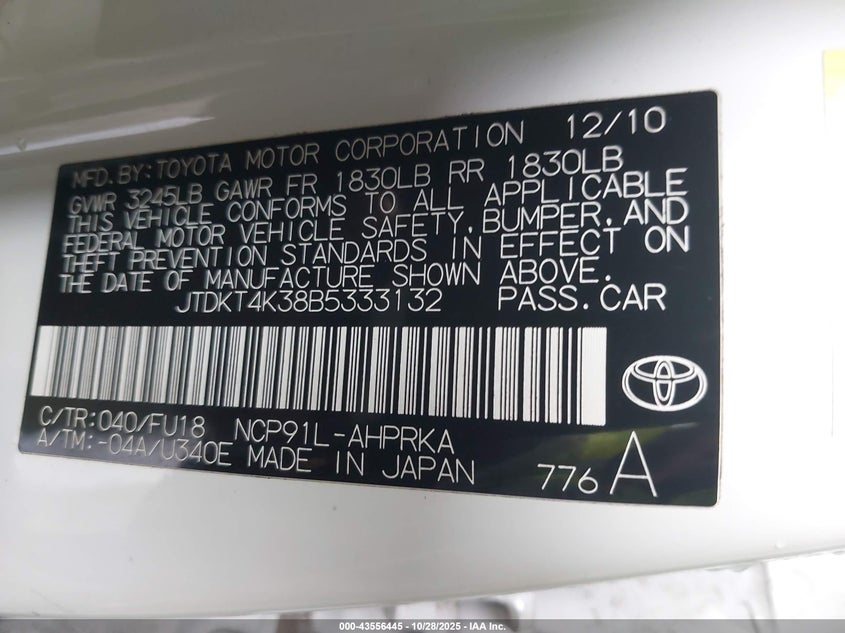 MFD. BY: TOYOTA MOTOR CORPORATION 12/10
GVWR 3245LB GAWR FR 1830LB RR 1830LB
THIS VEHICLE CONFORMS TO ALL APPLICABLE
FEDERAL MOTOR VEHICLE SAFETY, BUMPER, AND
THEFT PREVENTION STANDARDS IN EFFECT ON
THE DATE OF MANUFACTURE SHOWN ABOVE.
JTDKT4K38B5333132 PASS. CAR
C/TR: 040/FU18 NCP91L-AHPRKA
A/TM: -04A/U340E MADE IN JAPAN
776 A
000-43556445 - 10/28/2025 - IAA Inc.